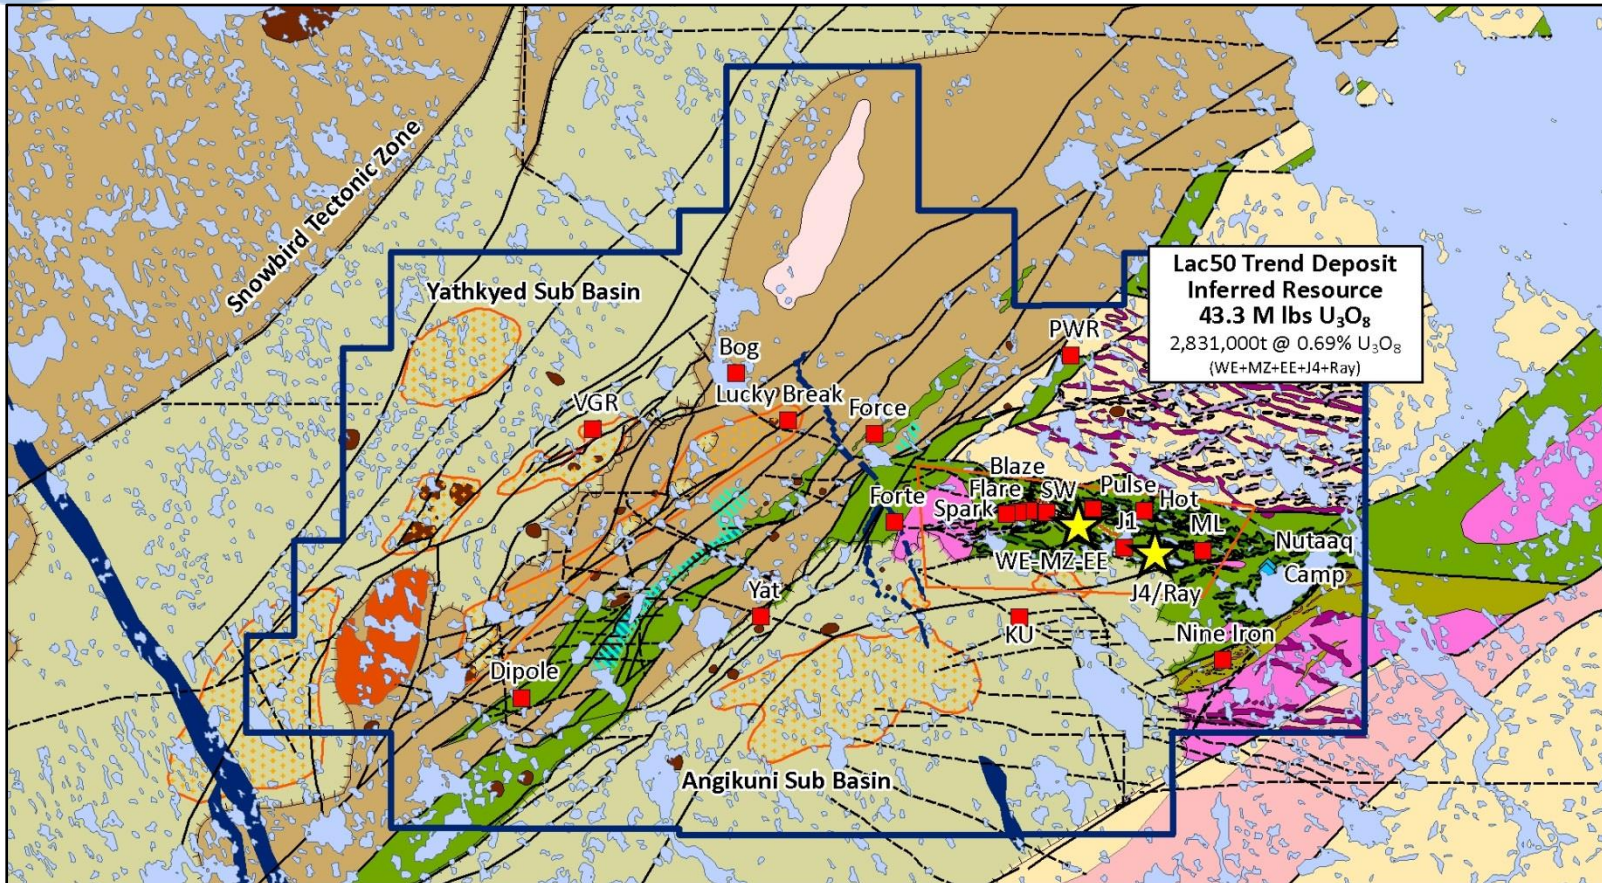 Snowbird Tectonic Zone
Yathkyed Sub Basin
Lac50 Trend Deposit
Inferred Resource
43.3 M lbs U₃O₈
2,831,000t @ 0.69% U₃O₈
(WE+MZ+EE+J4+Ray)
PWR
Bog
Lucky Break
VGR
Force
Blaze
Flare
SW
Pulse
Hot
Forte
Spark
J1
ML
Nutaaq
Camp
WE-MZ-EE
J4/Ray
Yat
KU
Nine Iron
Dipole
Angikuni Sub Basin